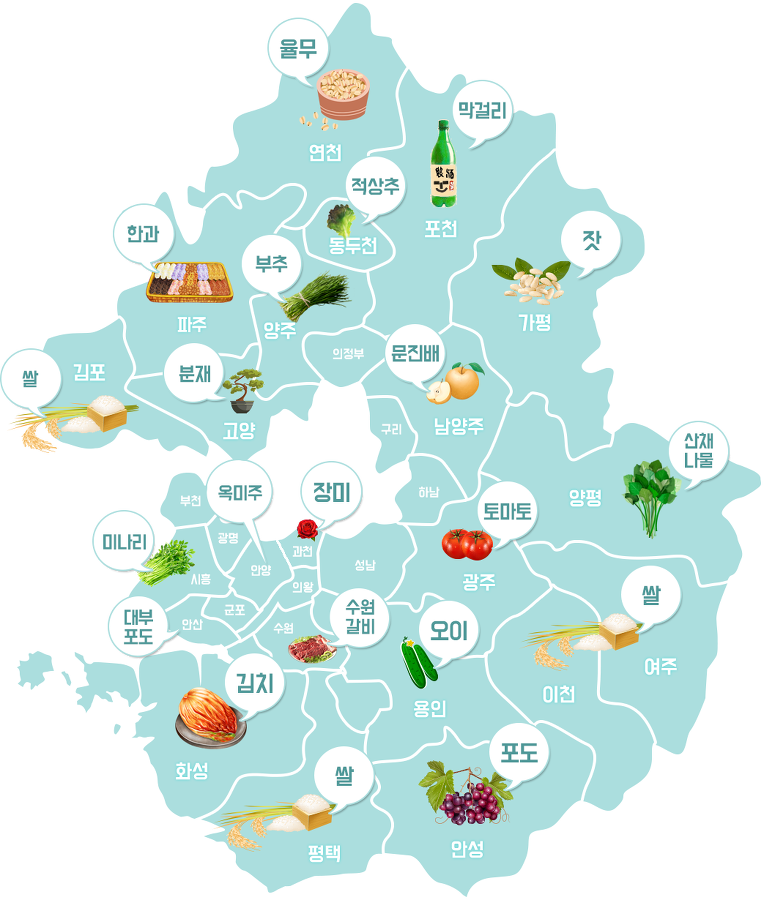 율무
연천
막걸리
포천
적상추
동두천
한과
파주
부추
양주
잣
가평
의정부
쌀
김포
분재
고양
문진배
남양주
구리
하남
산채
나물
양평
부천
옥미주
광명
안양
장미
과천
의왕
성남
토마토
광주
미나리
시흥
대부
포도
안산
군포
수원
수원
갈비
오이
용인
쌀
이천
여주
김치
화성
쌀
평택
포도
안성